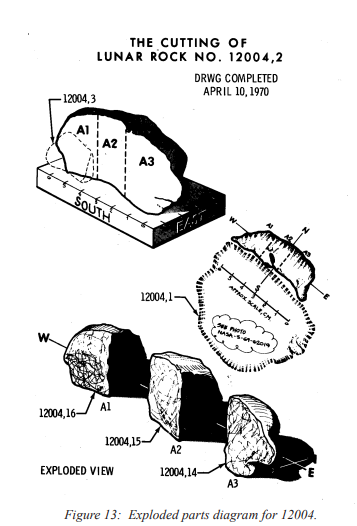 THE CUTTING OF
LUNAR ROCK NO. 12004,2
DRWG COMPLETED
APRIL 10, 1970
12004,3
A1
A2
A3
SOUTH
EAST
W
A1
A2
N
A3
E
S
APPROX. SCALE, CM.
12004,1
SEE PHOTO
NASA-S-69-62014
W
12004,16
A1
12004,15
A2
12004,14
A3
E
EXPLODED VIEW
Figure 13: Exploded parts diagram for 12004.